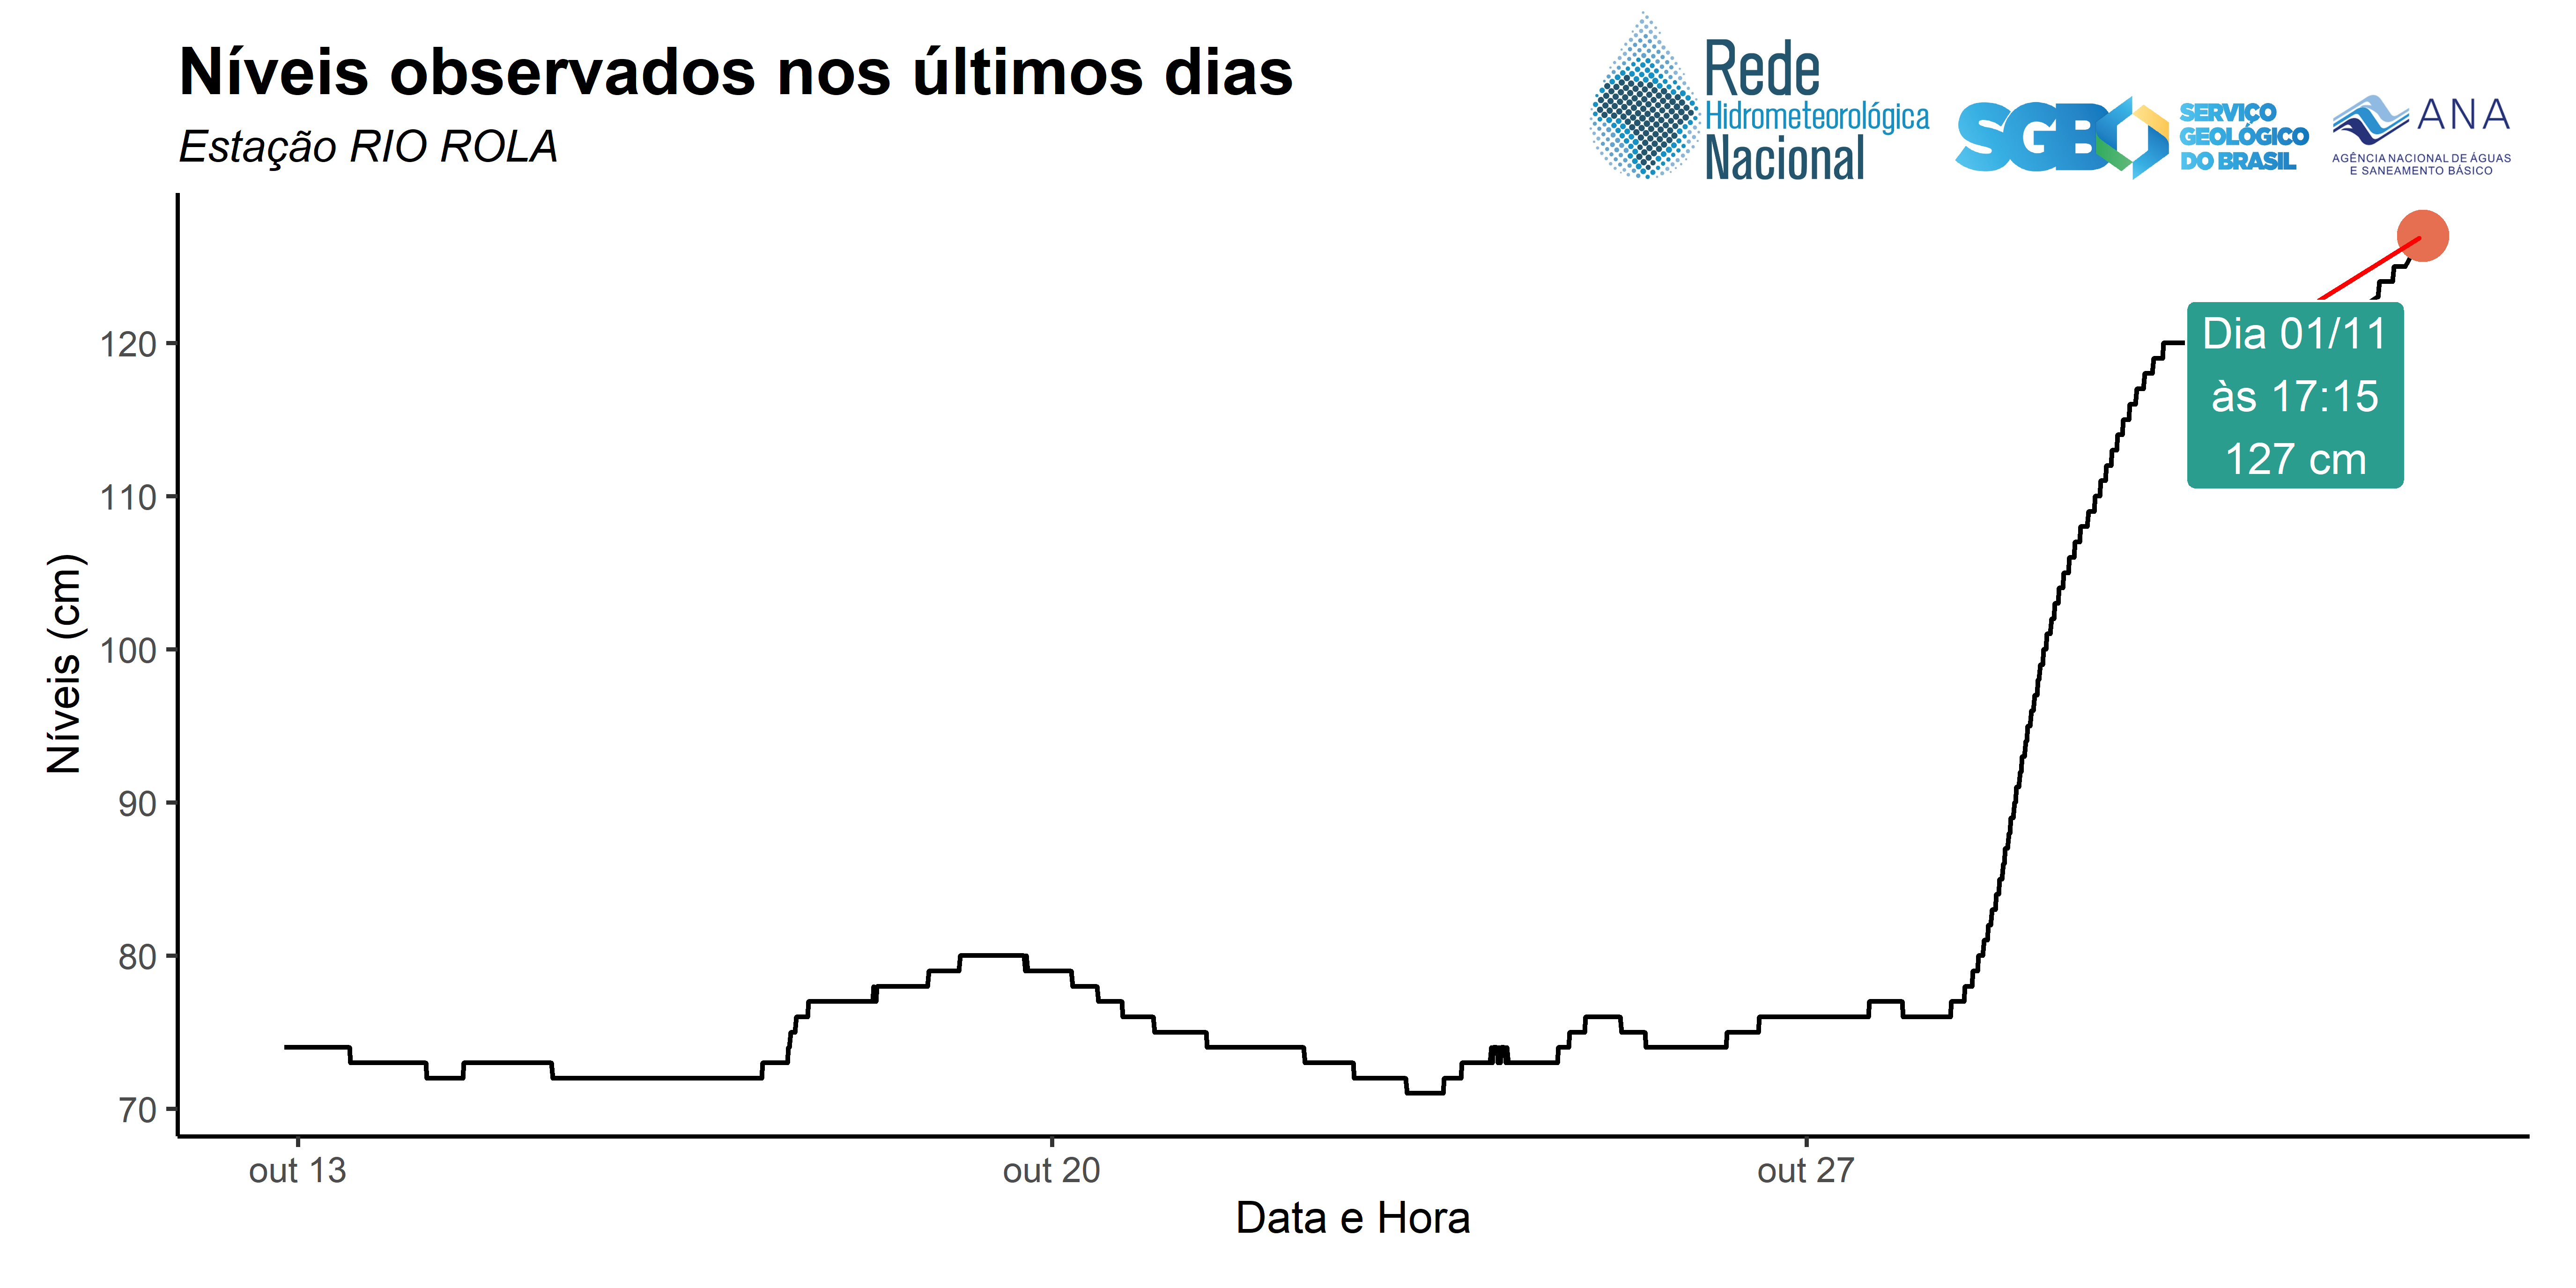 Níveis observados nos últimos dias
Estação RIO ROLA
Rede
Hidrometeorológica
Nacional
SGB
SERVIÇO
GEOLÓGICO
DO BRASIL
ANA
AGÊNCIA NACIONAL DE ÁGUAS
E SANEAMENTO BÁSICO
Níveis (cm)
120
110
100
90
80
70
Dia 01/11
às 17:15
127 cm
out 13
out 20
out 27
Data e Hora